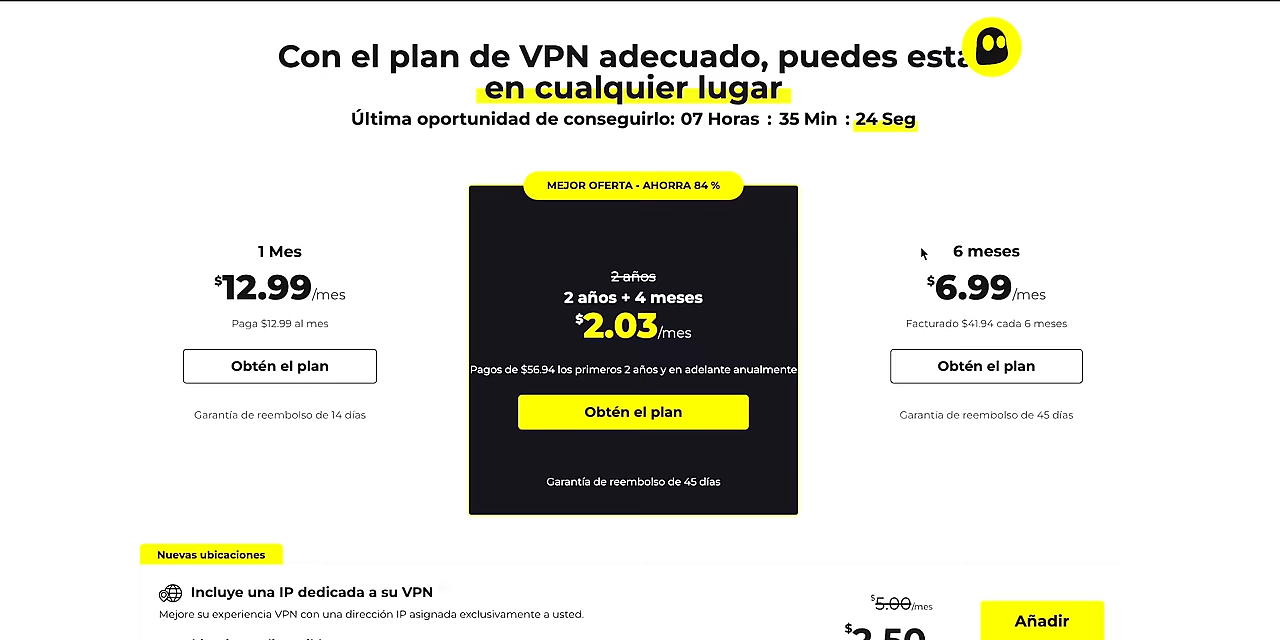 Con el plan de VPN adecuado, puedes esta
en cualquier lugar
Última oportunidad de conseguirlo: 07 Horas : 35 Min : 24 Seg
MEJOR OFERTA - AHORRA 84 %
1 Mes
$12.99/mes
Paga $12.99 al mes
Obtén el plan
Garantía de reembolso de 14 días
2 años
2 años + 4 meses
$2.03/mes
Pagos de $56.94 los primeros 2 años y en adelante anualmente
Obtén el plan
Garantía de reembolso de 45 días
6 meses
$6.99/mes
Facturado $41.94 cada 6 meses
Obtén el plan
Garantía de reembolso de 45 días
Nuevas ubicaciones
Incluye una IP dedicada a su VPN
Mejore su experiencia VPN con una dirección IP asignada exclusivamente a usted.
$5.00/mes
$2.50
Añadir